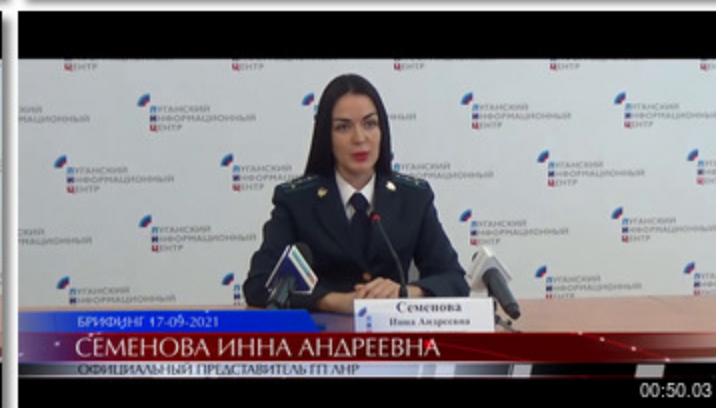 ЛУГАНСКИЙ
ИНФОРМАЦИОННЫЙ
ЦЕНТР
Семенова
Инна Андреевна
БРИФИНГ 17-09-2021
СЕМЕНОВА ИННА АНДРЕЕВНА
ОФИЦИАЛЬНЫЙ ПРЕДСТАВИТЕЛЬ ГП ЛНР
00:50.03